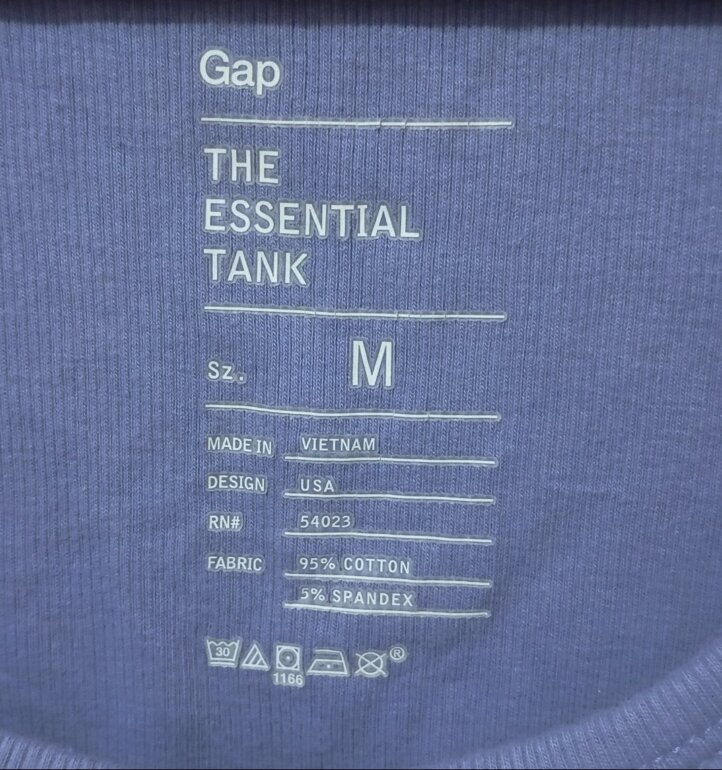 Gap
THE
ESSENTIAL
TANK
Sz. M
MADE IN VIETNAM
DESIGN USA
RN# 54023
FABRIC 95% COTTON
5% SPANDEX
30 ®
1166